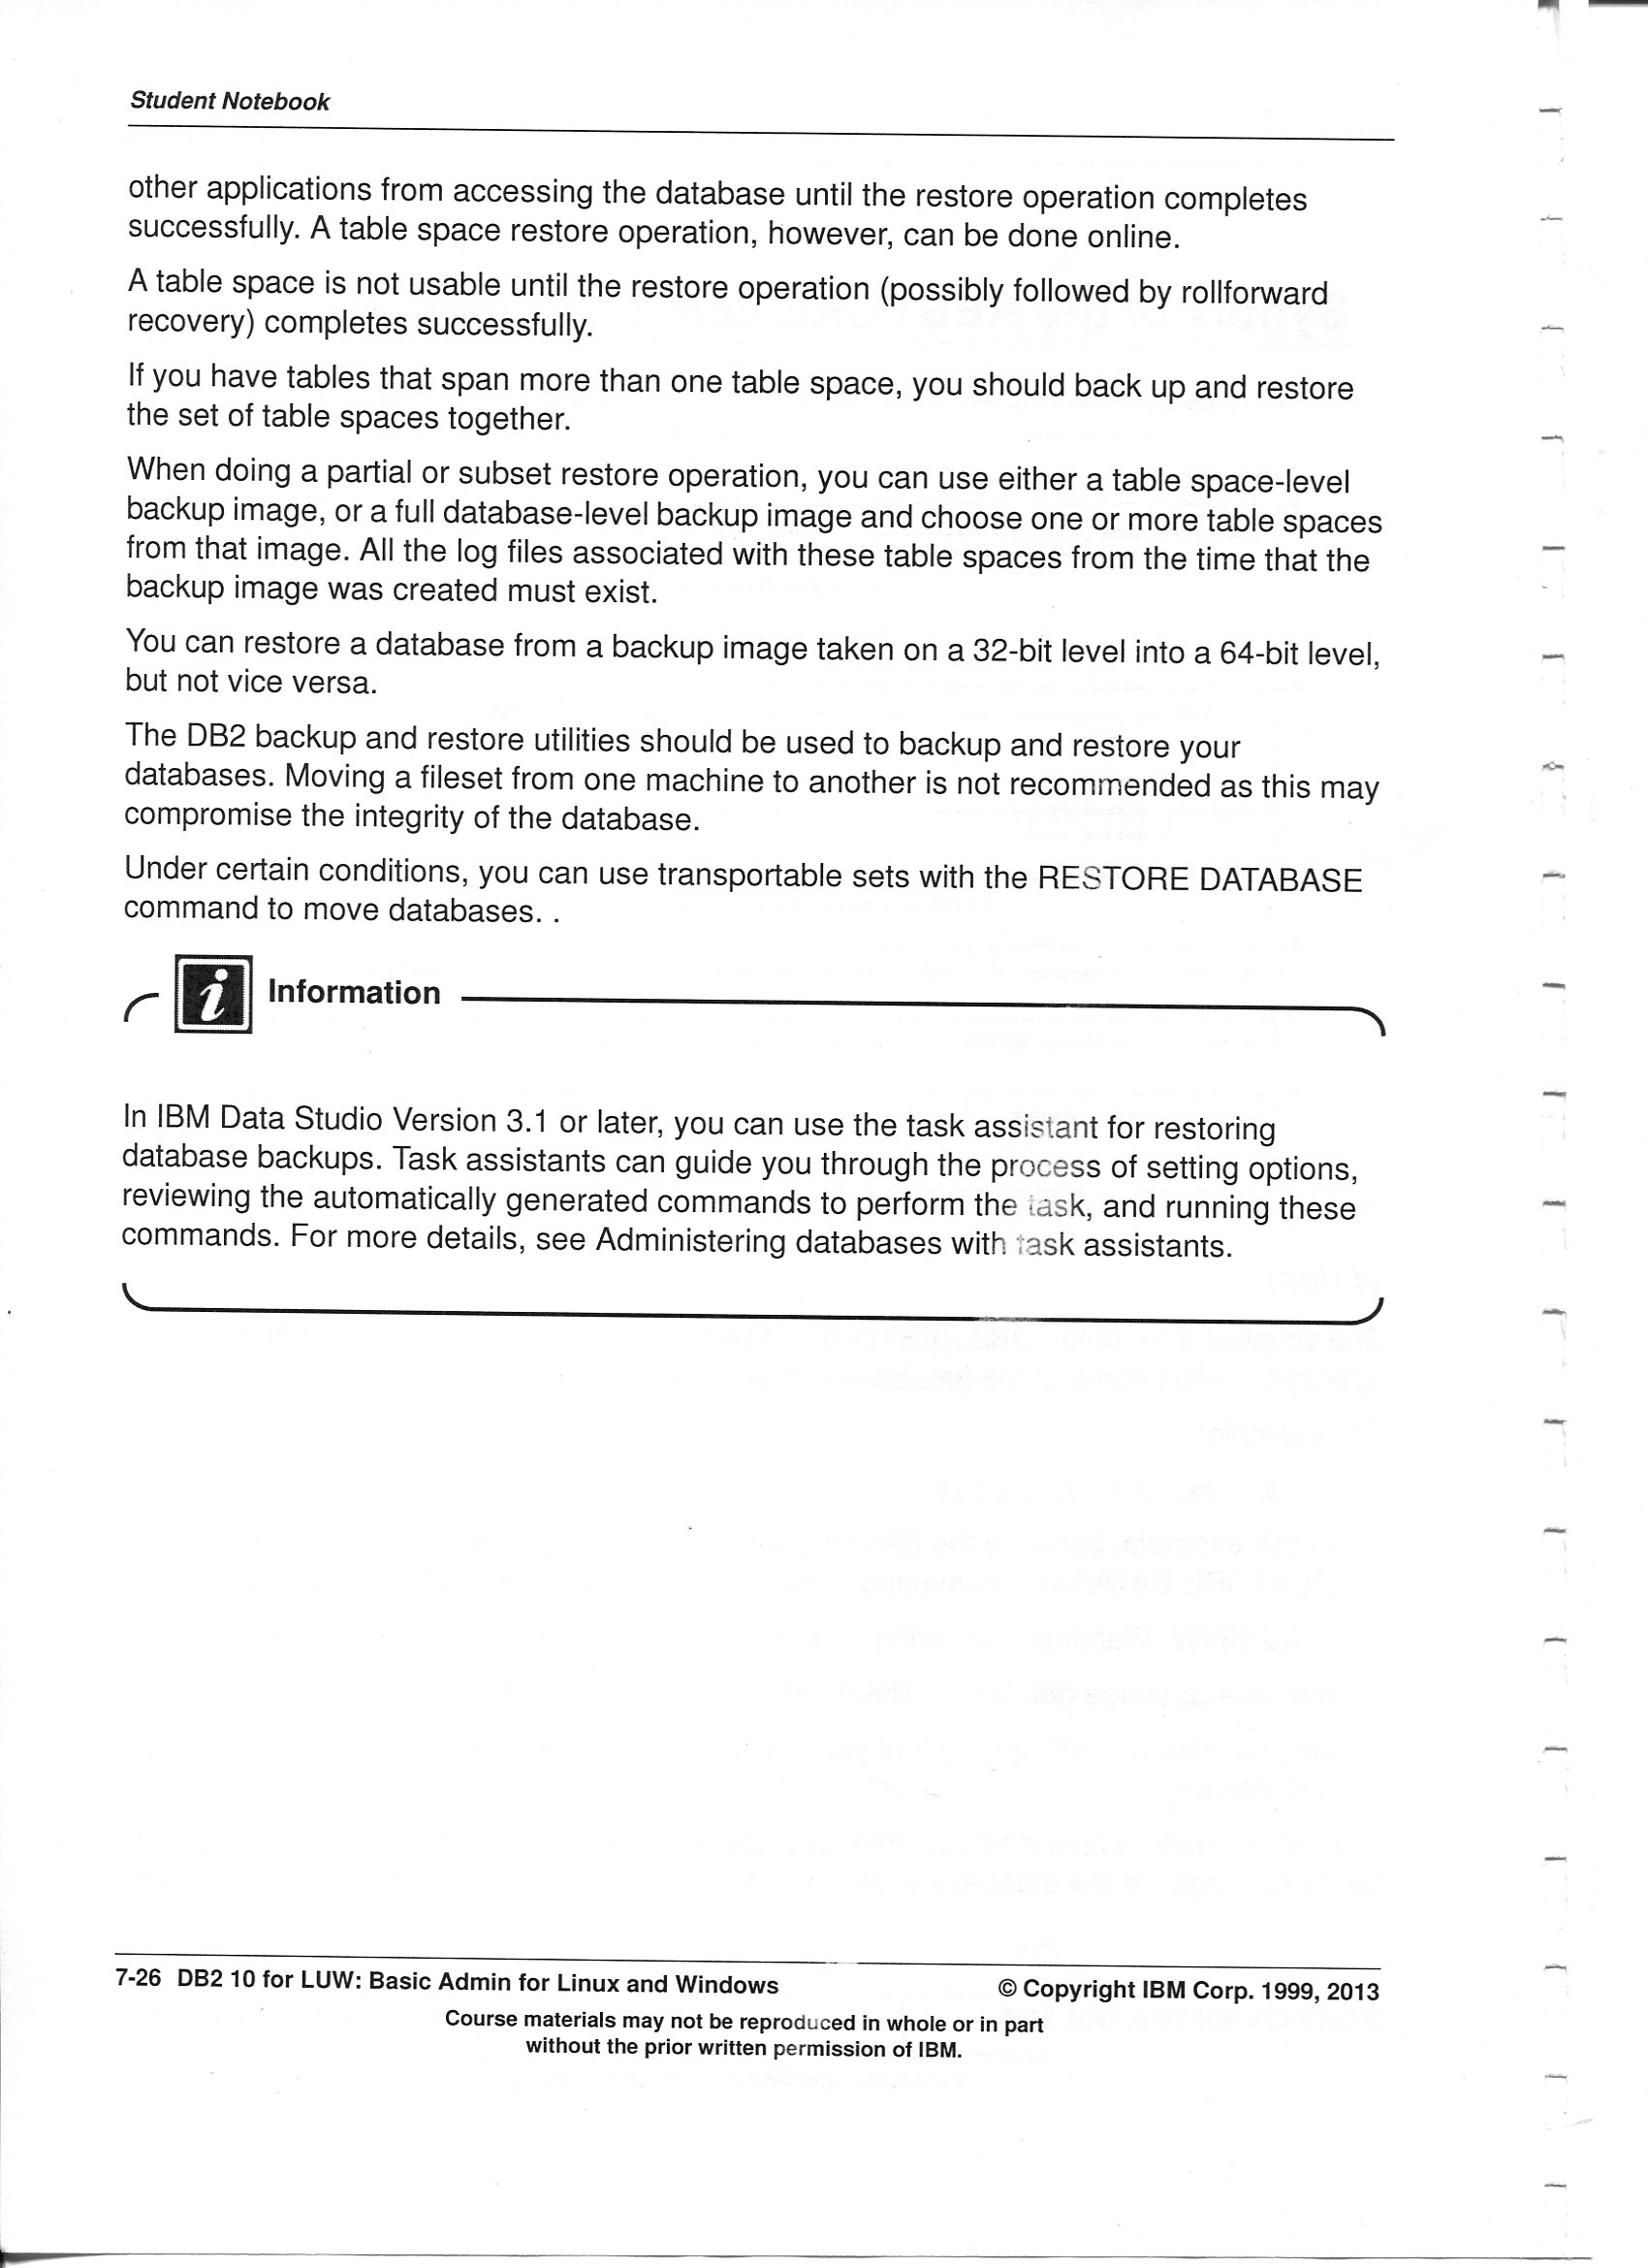 Student Notebook
other applications from accessing the database until the restore operation completes
successfully. A table space restore operation, however, can be done online.
A table space is not usable until the restore operation (possibly followed by rollforward
recovery) completes successfully.
If you have tables that span more than one table space, you should back up and restore
the set of table spaces together.
When doing a partial or subset restore operation, you can use either a table space-level
backup image, or a full database-level backup image and choose one or more table spaces
from that image. All the log files associated with these table spaces from the time that the
backup image was created must exist.
You can restore a database from a backup image taken on a 32-bit level into a 64-bit level,
but not vice versa.
The DB2 backup and restore utilities should be used to backup and restore your
databases. Moving a fileset from one machine to another is not recommended as this may
compromise the integrity of the database.
Under certain conditions, you can use transportable sets with the RESTORE DATABASE
command to move databases. .
i Information
In IBM Data Studio Version 3.1 or later, you can use the task assistant for restoring
database backups. Task assistants can guide you through the process of setting options,
reviewing the automatically generated commands to perform the task, and running these
commands. For more details, see Administering databases with task assistants.
7-26 DB2 10 for LUW: Basic Admin for Linux and Windows © Copyright IBM Corp. 1999, 2013
Course materials may not be reproduced in whole or in part
without the prior written permission of IBM.